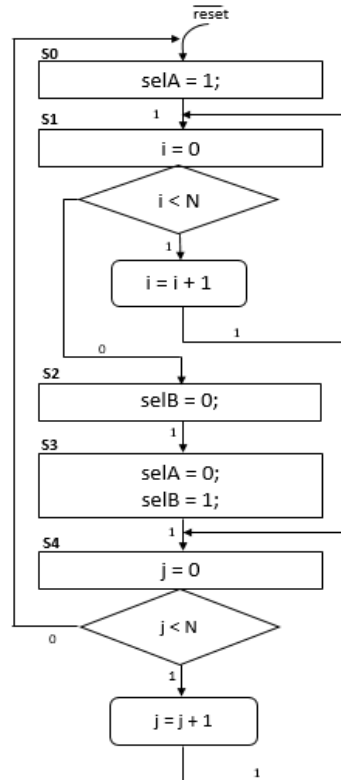 reset
S0
selA = 1;
1
S1
i = 0
i < N
1
i = i + 1
1
0
S2
selB = 0;
1
S3
selA = 0;
selB = 1;
1
S4
j = 0
j < N
0
1
j = j + 1
1